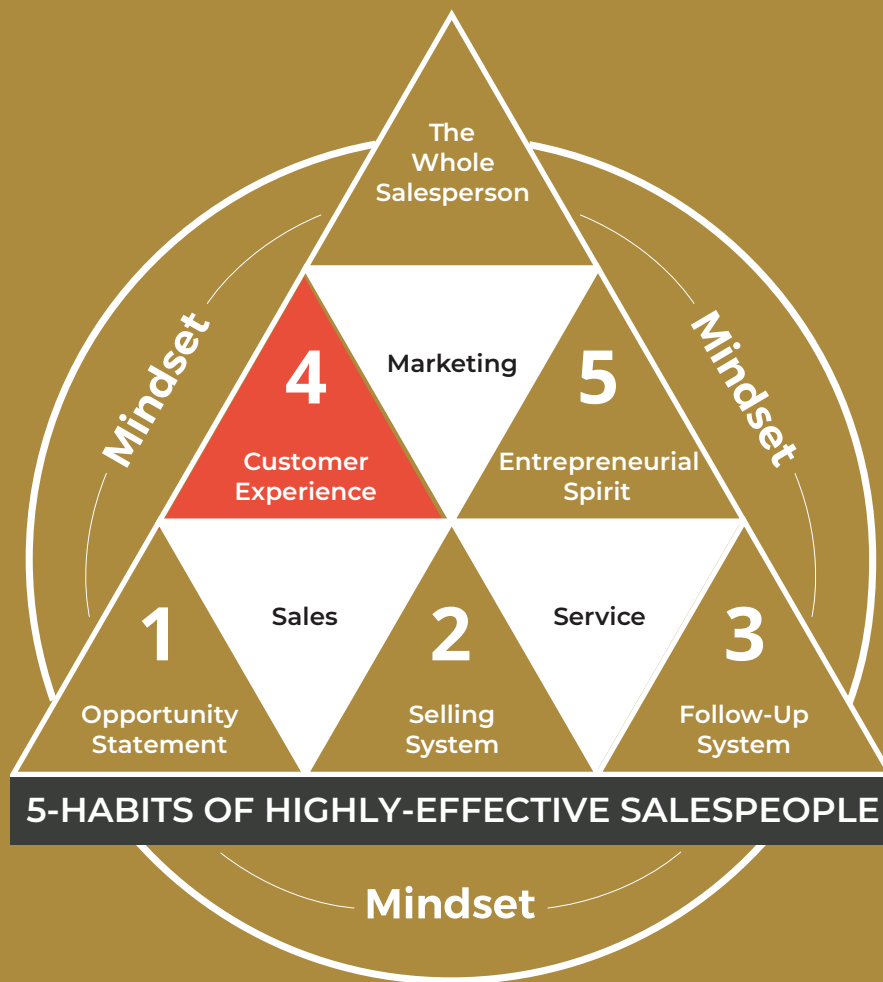 The
Whole
Salesperson
Mindset
Mindset
4
Marketing
5
Customer
Experience
Entrepreneurial
Spirit
1
Sales
2
Service
3
Opportunity
Statement
Selling
System
Follow-Up
System
5-HABITS OF HIGHLY-EFFECTIVE SALESPEOPLE
Mindset